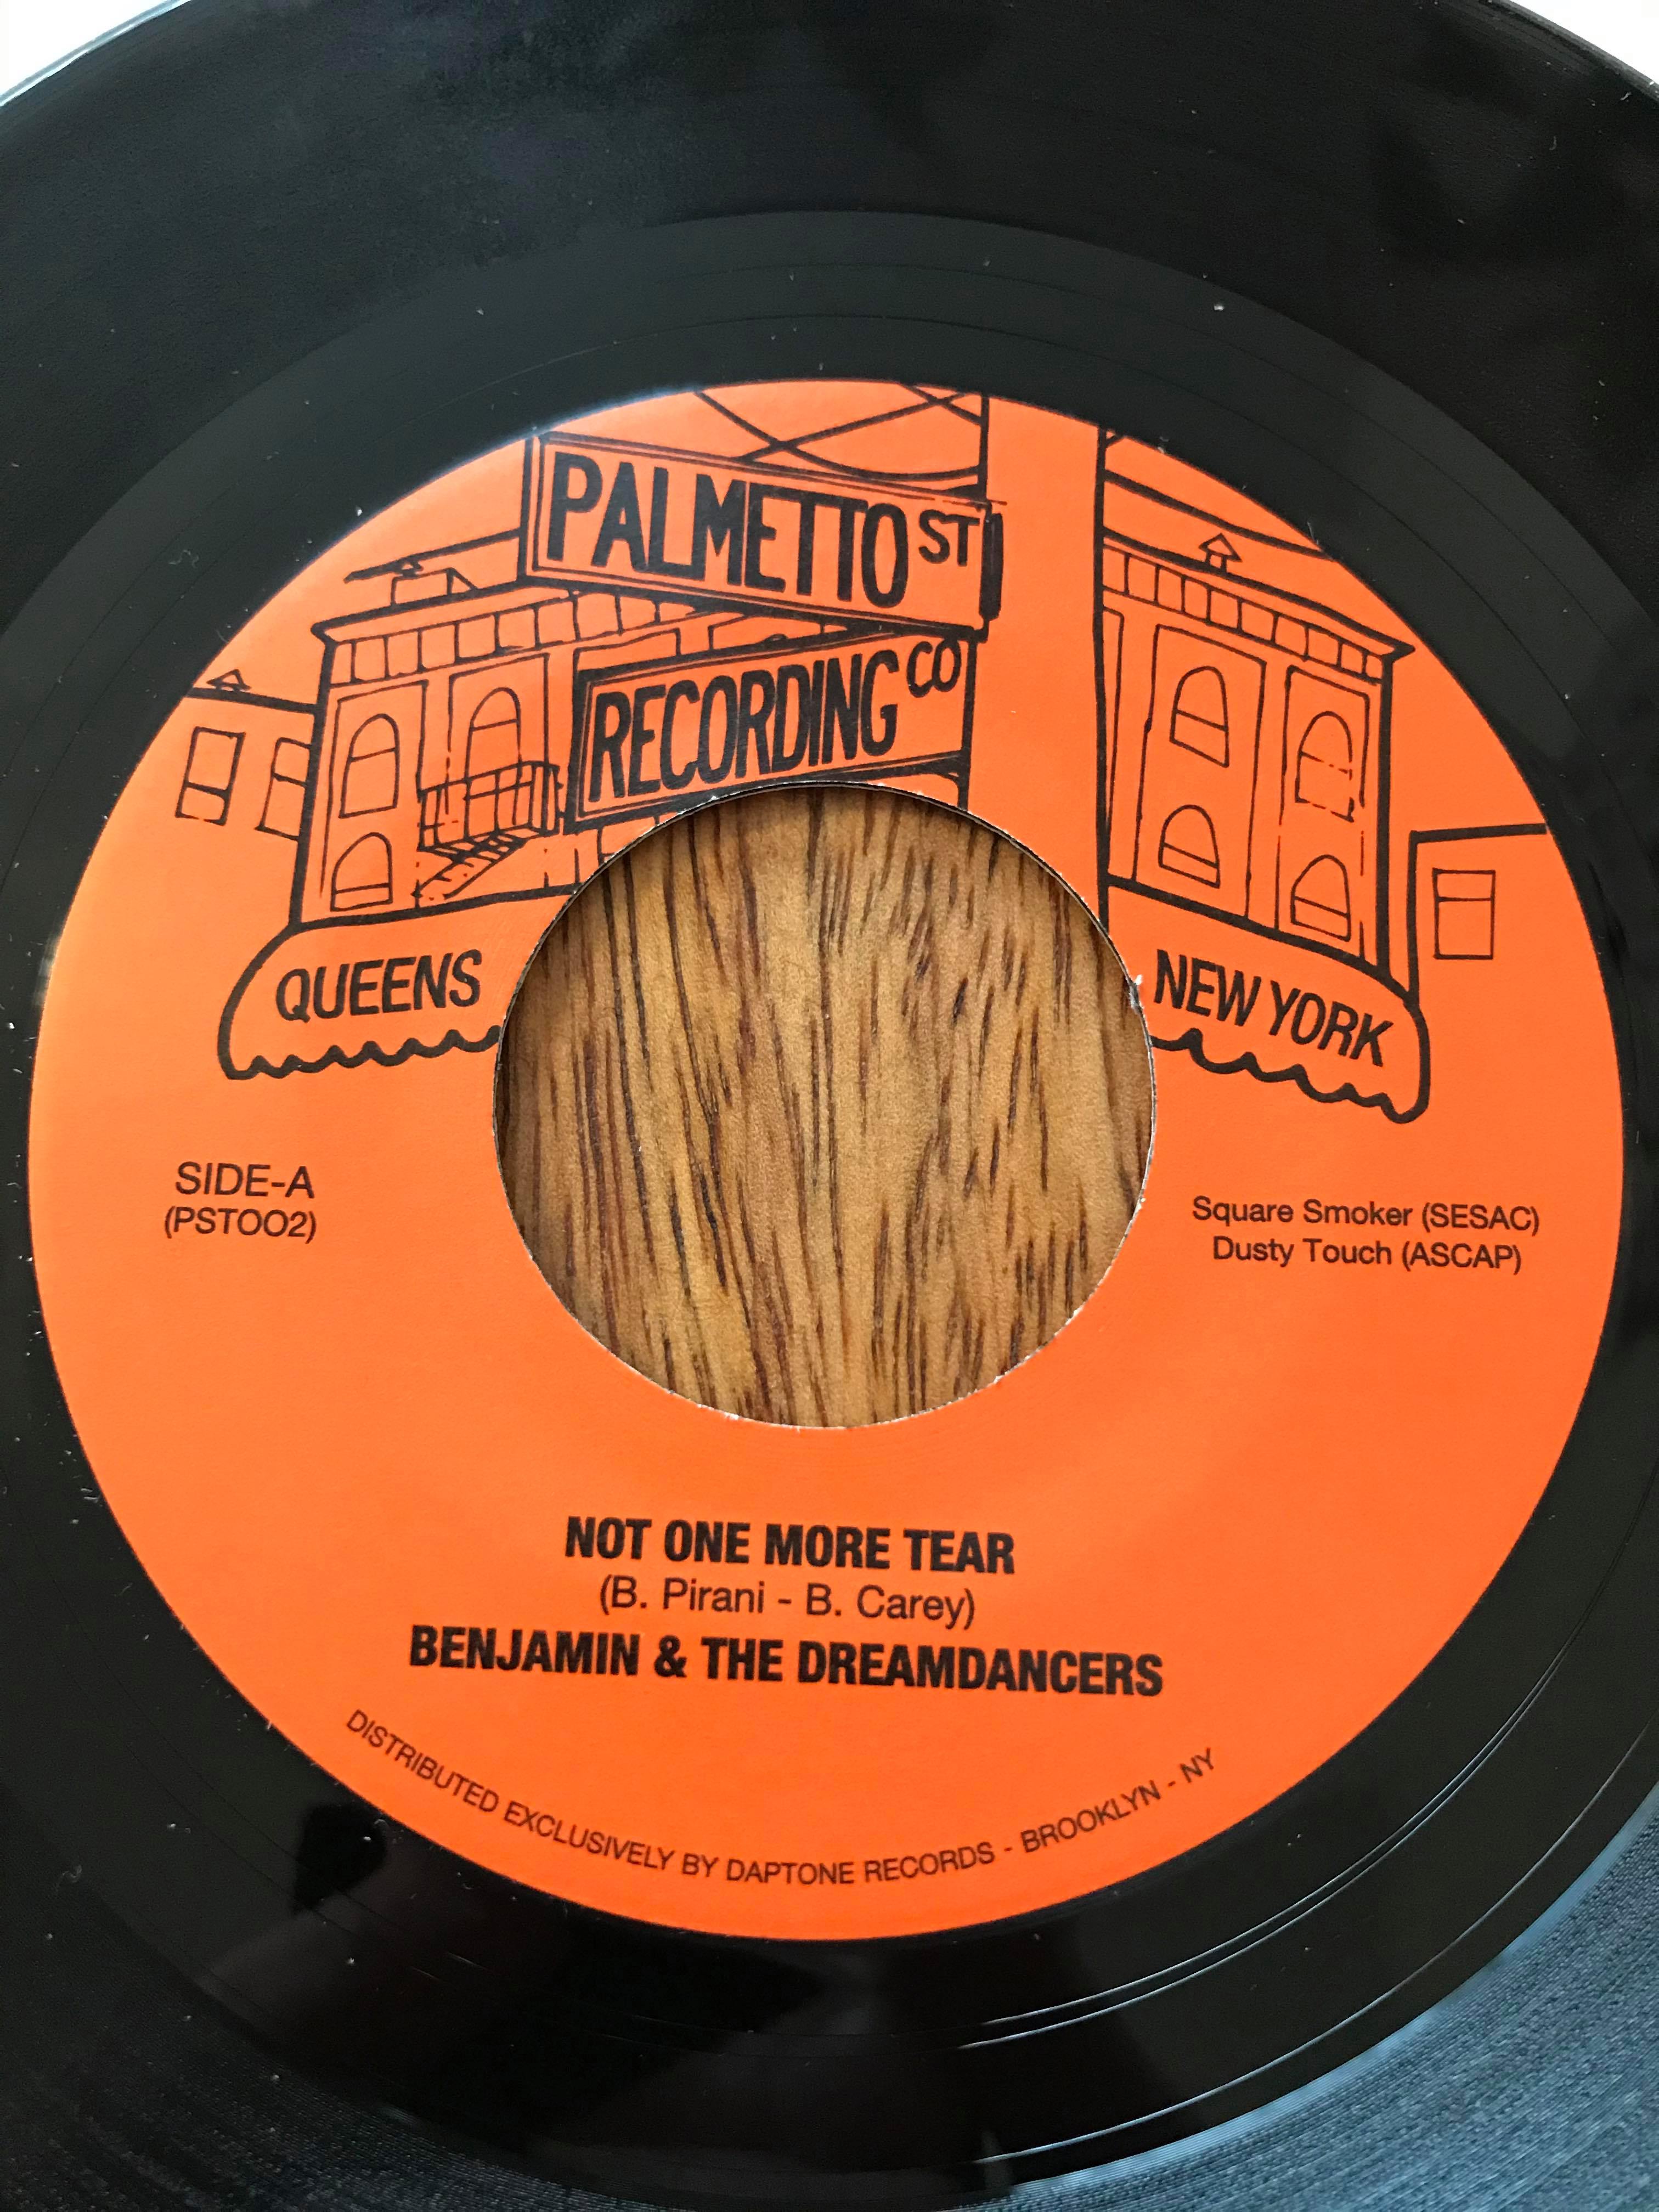 PALMETTO ST
RECORDING CO
QUEENS
NEW YORK
SIDE-A
(PSTOO2)
Square Smoker (SESAC)
Dusty Touch (ASCAP)
NOT ONE MORE TEAR
(B. Pirani - B. Carey)
BENJAMIN & THE DREAMDANCERS
DISTRIBUTED EXCLUSIVELY BY DAPTONE RECORDS - BROOKLYN - NY